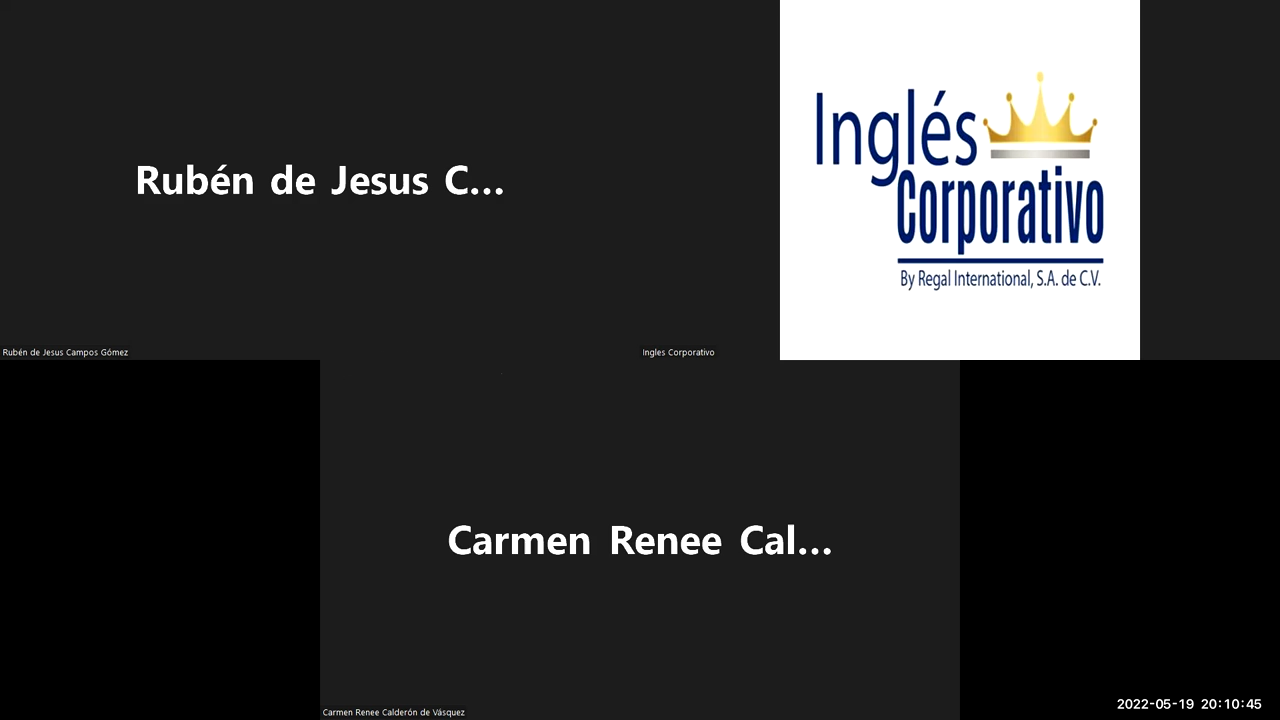 Rubén de Jesus C...
Rubén de Jesus Campos Gómez
Inglés
Corporativo
By Regal International, S.A. de C.V.
Ingles Corporativo
Carmen Renee Cal...
Carmen Renee Calderón de Vásquez
2022-05-19 20:10:45